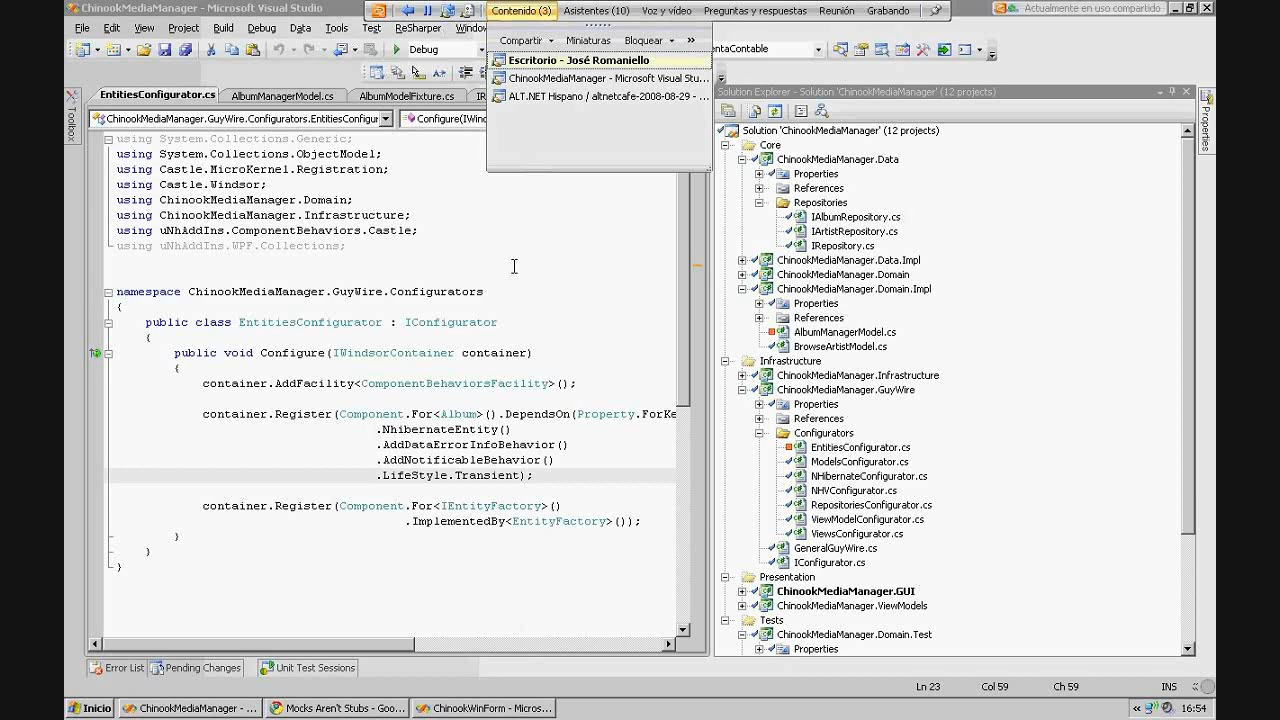 ChinookMediaManager - Microsoft Visual Studio
Contenido (3) Asistentes (10) Voz y vídeo Preguntas y respuestas Reunión Grabando
Actualmente en uso compartido
File Edit View Project Build Debug Data Tools Test ReSharper Window
Compartir Miniaturas Bloquear »
Debug
entaContable
Escritorio - José Romaniello
ChinookMediaManager - Microsoft Visual Stu...
ALT.NET Hispano / altnetcafe-2008-08-29 - ...
EntitiesConfigurator.cs AlbumManagerModel.cs AlbumModelFixture.cs
ChinookMediaManager.GuyWire.Configurators.EntitiesConfigur Configure(IWind
Toolbox
using System.Collections.Generic;
using System.Collections.ObjectModel;
using Castle.MicroKernel.Registration;
using Castle.Windsor;
using ChinookMediaManager.Domain;
using ChinookMediaManager.Infrastructure;
using uNhAddIns.ComponentBehaviors.Castle;
using uNhAddIns.WPF.Collections;
namespace ChinookMediaManager.GuyWire.Configurators
{
public class EntitiesConfigurator : IConfigurator
{
public void Configure(IWindsorContainer container)
{
container.AddFacility<ComponentBehaviorsFacility>();
container.Register(Component.For<Album>().DependsOn(Property.ForKe
.NhibernateEntity()
.AddDataErrorInfoBehavior()
.AddNotificableBehavior()
.LifeStyle.Transient);
container.Register(Component.For<IEntityFactory>()
.ImplementedBy<EntityFactory>());
}
}
}
Solution Explorer - Solution 'ChinookMediaManager' (12 projects)
Properties
Solution 'ChinookMediaManager' (12 projects)
Core
ChinookMediaManager.Data
Properties
References
Repositories
IAlbumRepository.cs
IArtistRepository.cs
IRepository.cs
ChinookMediaManager.Data.Impl
ChinookMediaManager.Domain
ChinookMediaManager.Domain.Impl
Properties
References
AlbumManagerModel.cs
BrowseArtistModel.cs
Infrastructure
ChinookMediaManager.Infrastructure
ChinookMediaManager.GuyWire
Properties
References
Configurators
EntitiesConfigurator.cs
ModelsConfigurator.cs
NHibernateConfigurator.cs
NHVConfigurator.cs
RepositoriesConfigurator.cs
ViewModelConfigurator.cs
ViewsConfigurator.cs
GeneralGuyWire.cs
IConfigurator.cs
Presentation
ChinookMediaManager.GUI
ChinookMediaManager.ViewModels
Tests
ChinookMediaManager.Domain.Test
Properties
Error List Pending Changes Unit Test Sessions
Ln 23 Col 59 Ch 59 INS
Inicio ChinookMediaManager - ... Mocks Aren't Stubs - Goo... ChinookWinForm - Micros... « 16:54